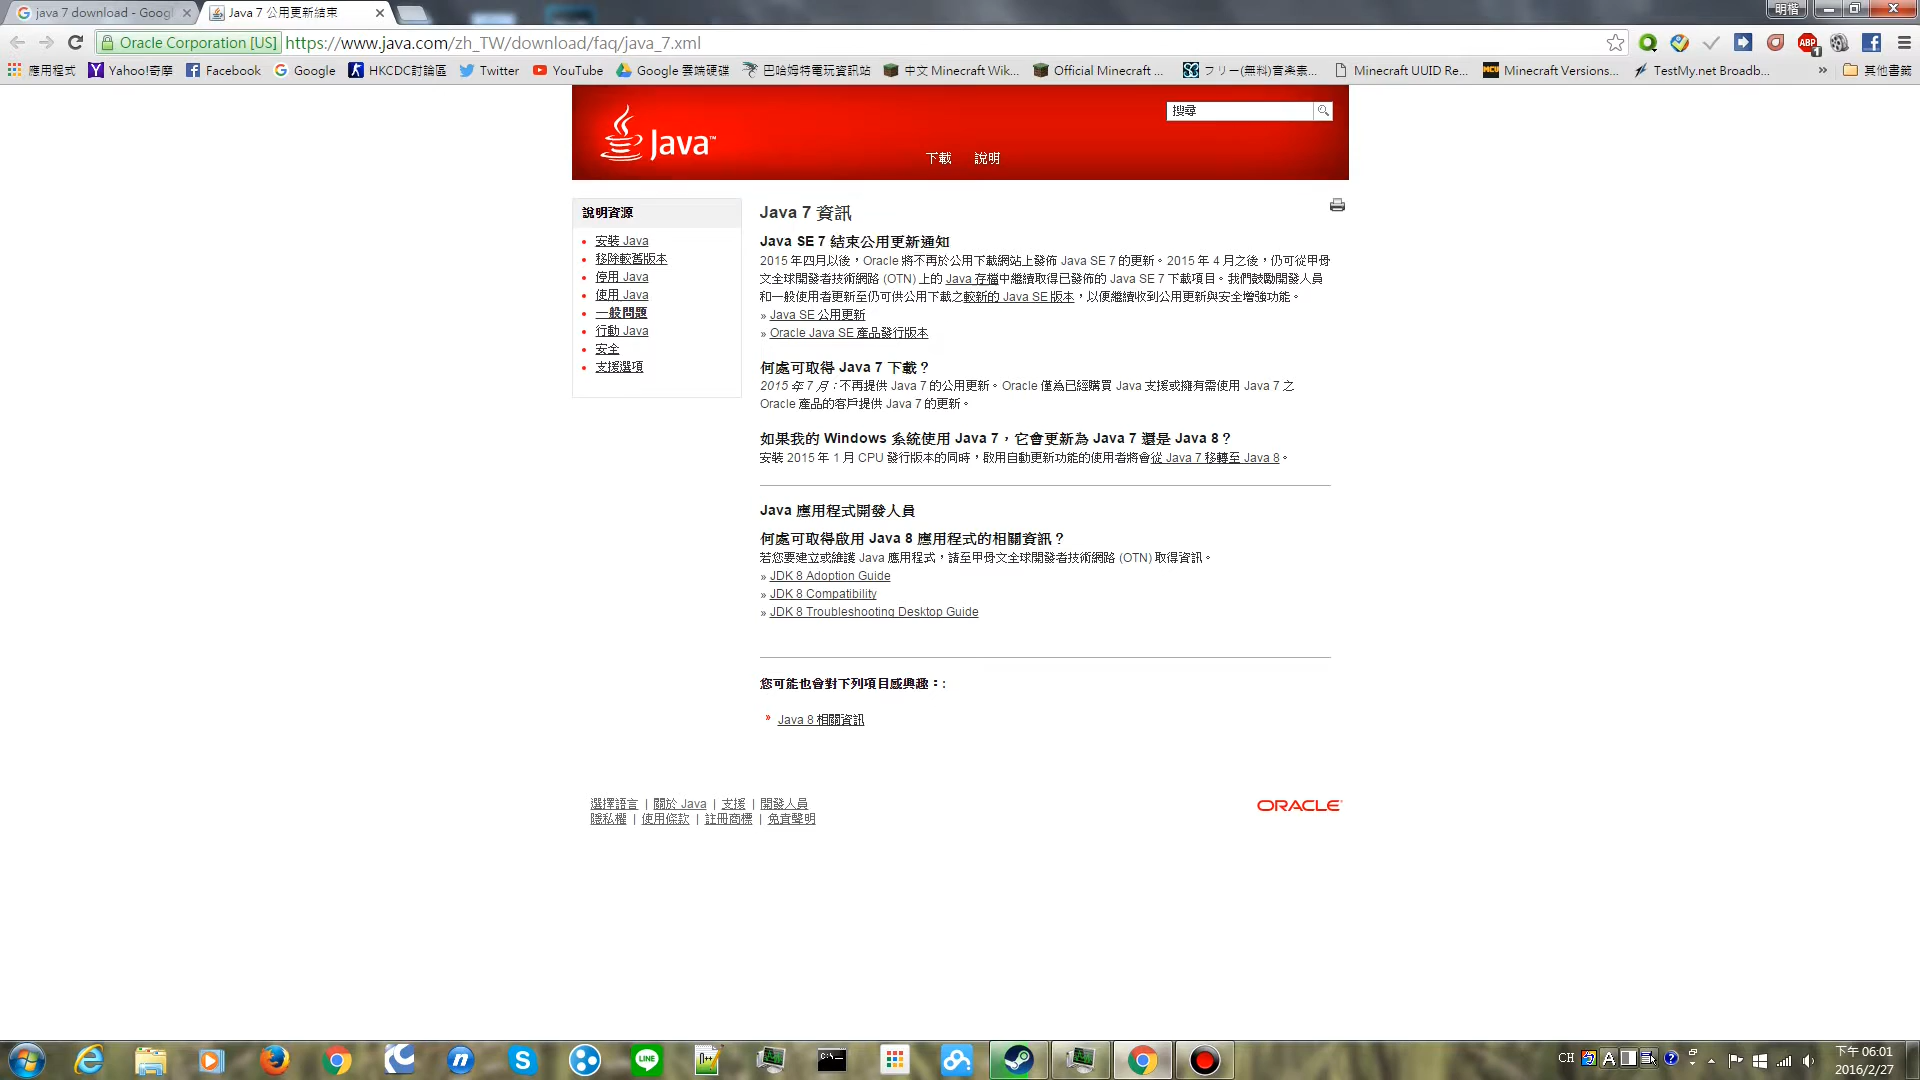 java 7 download - Goog
Java 7 公用更新結束
明楷
Oracle Corporation [US]
https://www.java.com/zh_TW/download/faq/java_7.xml
ABP
1
應用程式
Yahoo!奇摩
Facebook
Google
HKCDC討論區
Twitter
YouTube
Google 雲端硬碟
巴哈姆特電玩資訊站
中文 Minecraft Wik...
Official Minecraft ...
フリー(無料)音楽素...
Minecraft UUID Re...
Minecraft Versions...
TestMy.net Broadb...
»
其他書籤
Java™
搜尋
下載
說明
說明資源
安裝 Java
移除較舊版本
停用 Java
使用 Java
一般問題
行動 Java
安全
支援選項
Java 7 資訊
Java SE 7 結束公用更新通知
2015 年四月以後，Oracle 將不再於公用下載網站上發佈 Java SE 7 的更新。2015 年 4 月之後，仍可從甲骨
文全球開發者技術網路 (OTN) 上的 Java 存檔中繼續取得已發佈的 Java SE 7 下載項目。我們鼓勵開發人員
和一般使用者更新至仍可供公用下載之較新的 Java SE 版本，以便繼續收到公用更新與安全增強功能。
» Java SE 公用更新
» Oracle Java SE 產品發行版本
何處可取得 Java 7 下載？
2015 年 7 月：不再提供 Java 7 的公用更新。Oracle 僅為已經購買 Java 支援或擁有需使用 Java 7 之
Oracle 產品的客戶提供 Java 7 的更新。
如果我的 Windows 系統使用 Java 7，它會更新為 Java 7 還是 Java 8？
安裝 2015 年 1 月 CPU 發行版本的同時，啟用自動更新功能的使用者將會從 Java 7 移轉至 Java 8。
Java 應用程式開發人員
何處可取得啟用 Java 8 應用程式的相關資訊？
若您要建立或維護 Java 應用程式，請至甲骨文全球開發者技術網路 (OTN) 取得資訊。
» JDK 8 Adoption Guide
» JDK 8 Compatibility
» JDK 8 Troubleshooting Desktop Guide
您可能也會對下列項目感興趣：:
» Java 8 相關資訊
選擇語言 | 關於 Java | 支援 | 開發人員
隱私權 | 使用條款 | 註冊商標 | 免責聲明
ORACLE
LINE
CH
A
下午 06:01
2016/2/27